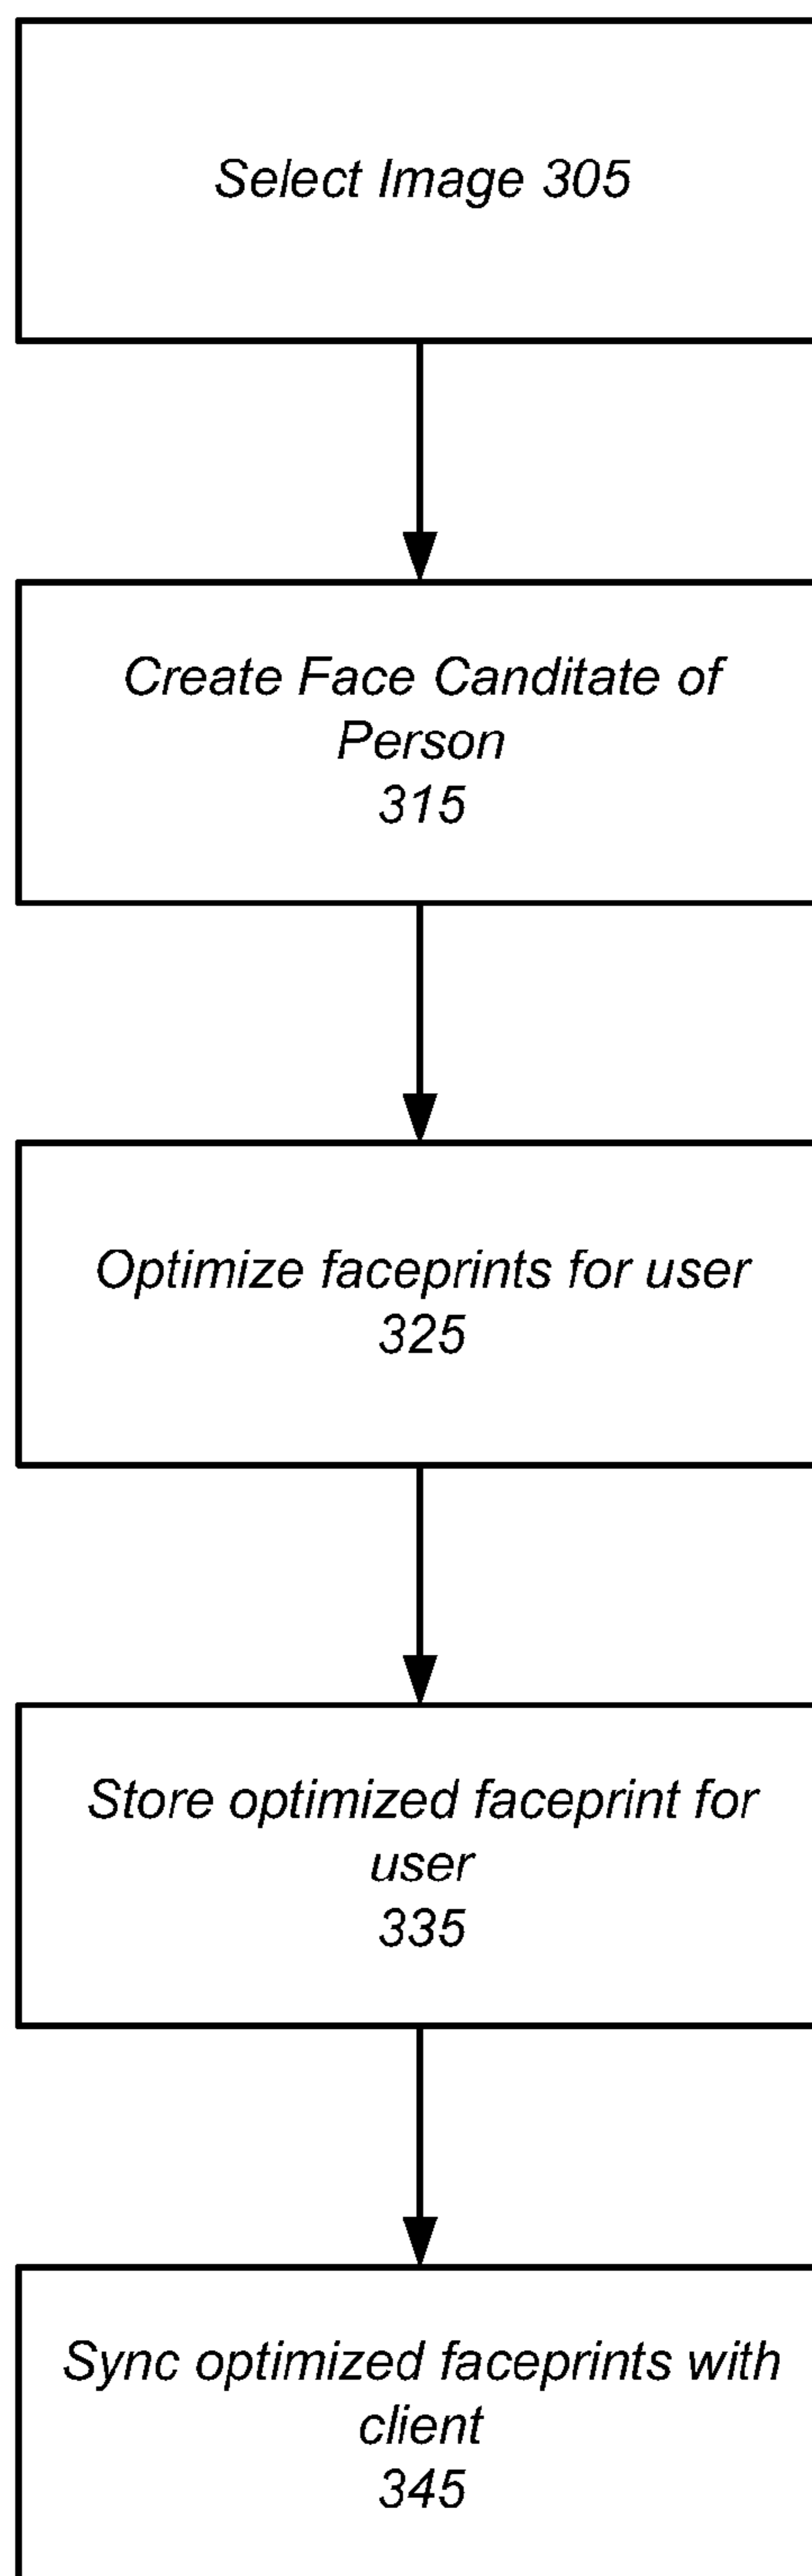 Select Image 305
Create Face Canditate of
Person
315
Optimize faceprints for user
325
Store optimized faceprint for
user
335
Sync optimized faceprints with
client
345